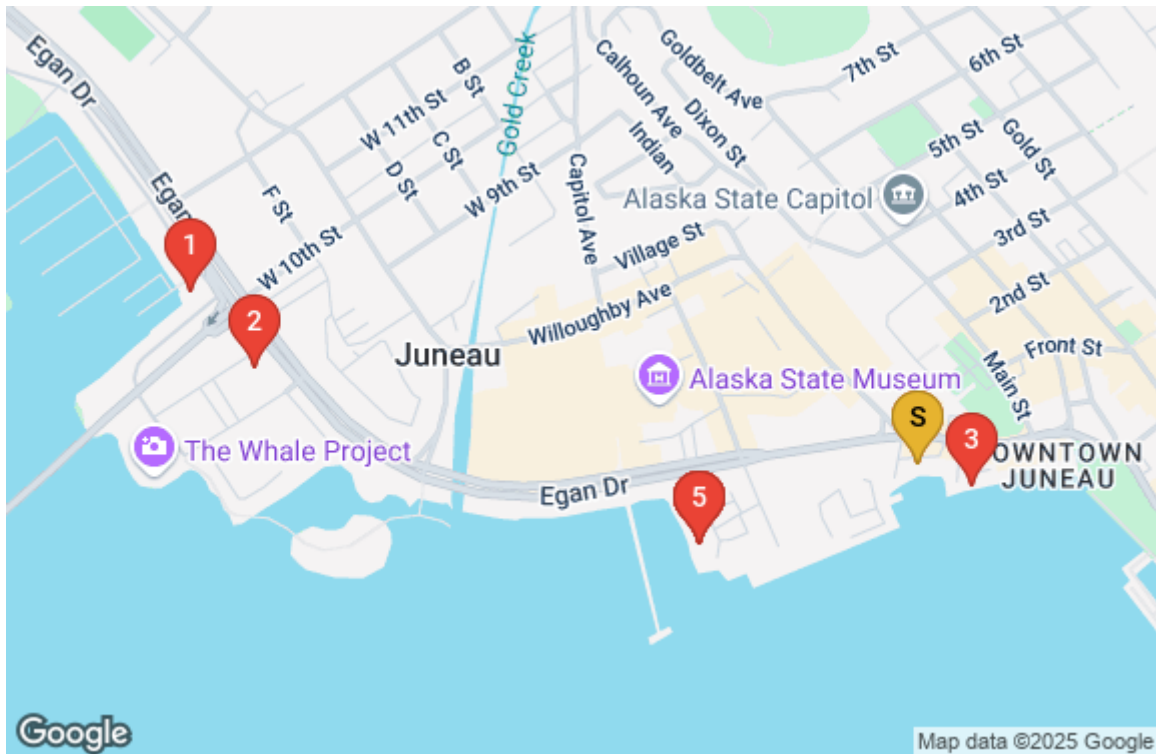 Egan Dr
B St
Gold Creek
Calhoun Ave
Goldbelt Ave
7th St
6th St
W 11th St
C St
Dixon St
Indian
5th St
Gold St
Egan
F St
D St
W 9th St
Capitol Ave
Alaska State Capitol
4th St
1
W 10th St
Village St
3rd St
2
Willoughby Ave
2nd St
Juneau
Front St
Alaska State Museum
Main St
S
3
The Whale Project
OWNTOWN
JUNEAU
5
Egan Dr
Google
Map data ©2025 Google